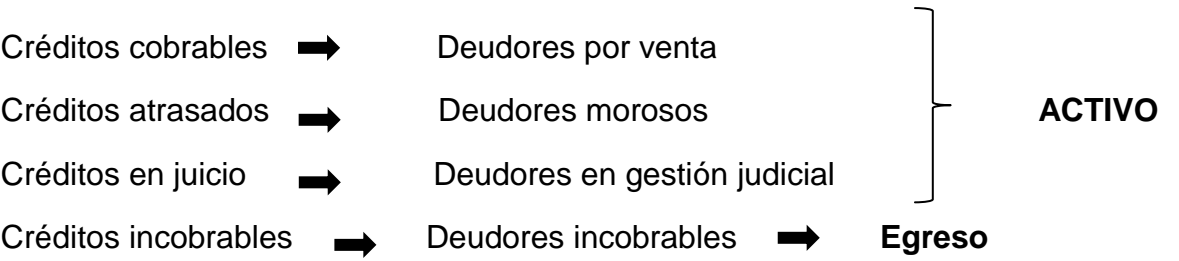 Créditos cobrables Deudores por venta
Créditos atrasados Deudores morosos ACTIVO
Créditos en juicio Deudores en gestión judicial
Créditos incobrables Deudores incobrables Egreso